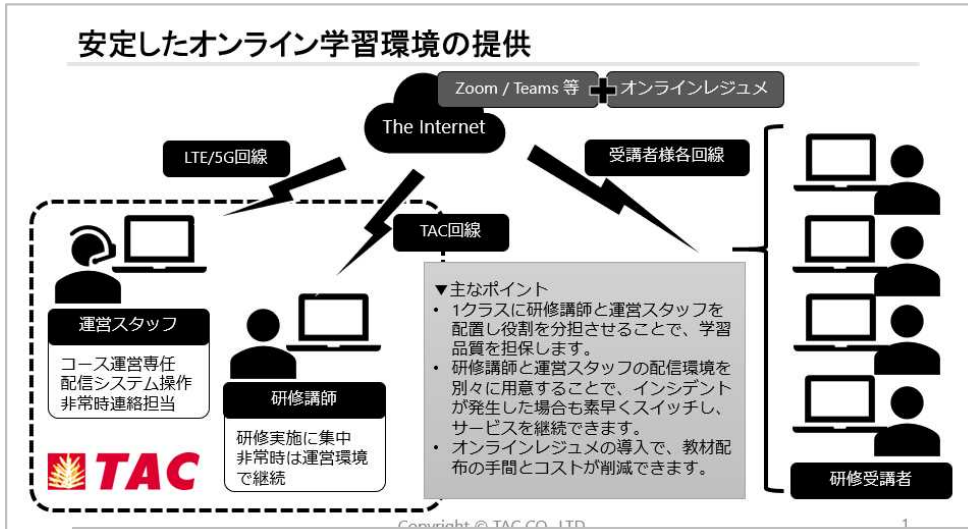 安定したオンライン学習環境の提供
Zoom / Teams 等
オンラインレジュメ
The Internet
LTE/5G回線
受講者様各回線
TAC回線
運営スタッフ
コース運営専任
配信システム操作
非常時連絡担当
研修講師
研修実施に集中
非常時は運営環境
で継続
TAC
▼主なポイント
• 1クラスに研修講師と運営スタッフを
配置し役割を分担させることで、学習
品質を担保します。
• 研修講師と運営スタッフの配信環境を
別々に用意することで、インシデント
が発生した場合も素早くスイッチし、
サービスを継続できます。
• オンラインレジュメの導入で、教材配
布の手間とコストが削減できます。
研修受講者
Copyright © TAC CO., LTD
1